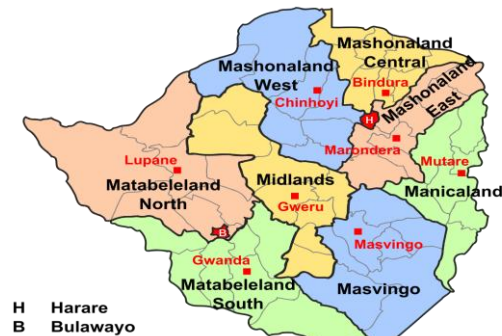 Mashonaland
Central
Mashonaland
West
Bindura
Chinhoyi
Mashonaland
East
H
Marondera
Lupane
Mutare
Matabeleland
North
Midlands
Manicaland
Gweru
B
Masvingo
Gwanda
Matabeleland
South
Masvingo
H Harare
B Bulawayo